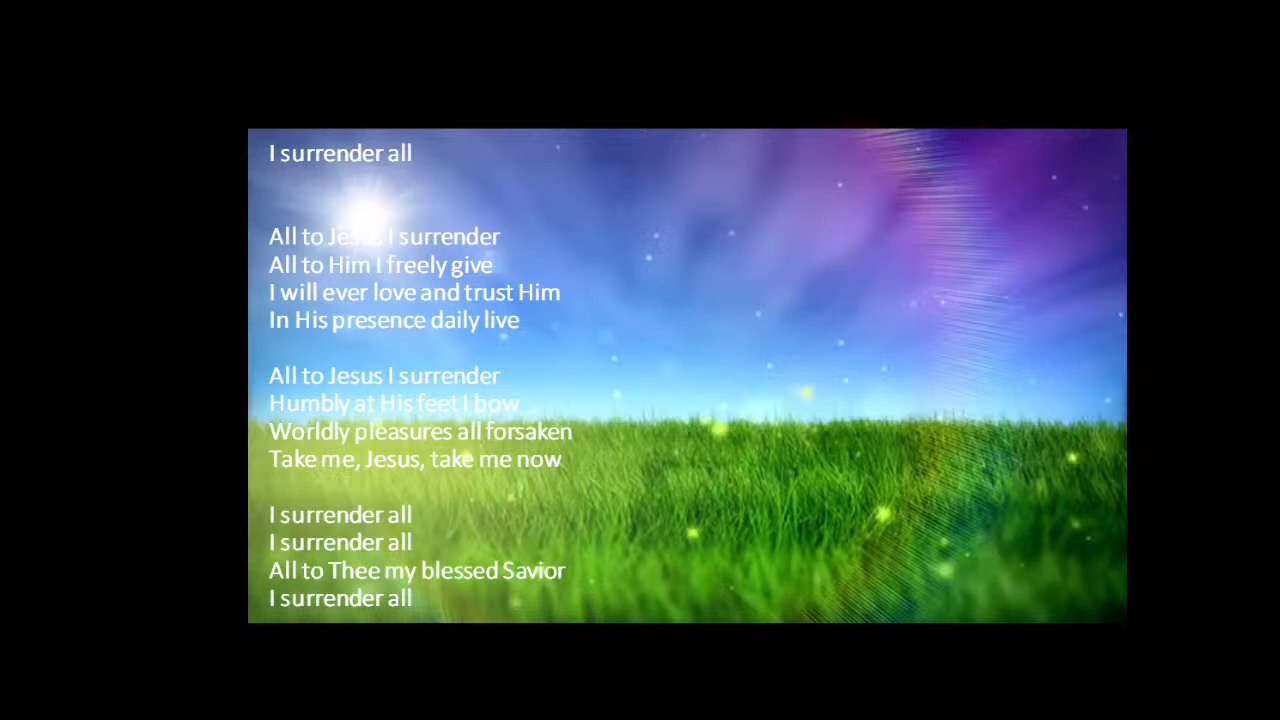 I surrender all
All to Jesus I surrender
All to Him I freely give
I will ever love and trust Him
In His presence daily live
All to Jesus I surrender
Humbly at His feet I bow
Worldly pleasures all forsaken
Take me, Jesus, take me now
I surrender all
I surrender all
All to Thee my blessed Savior
I surrender all